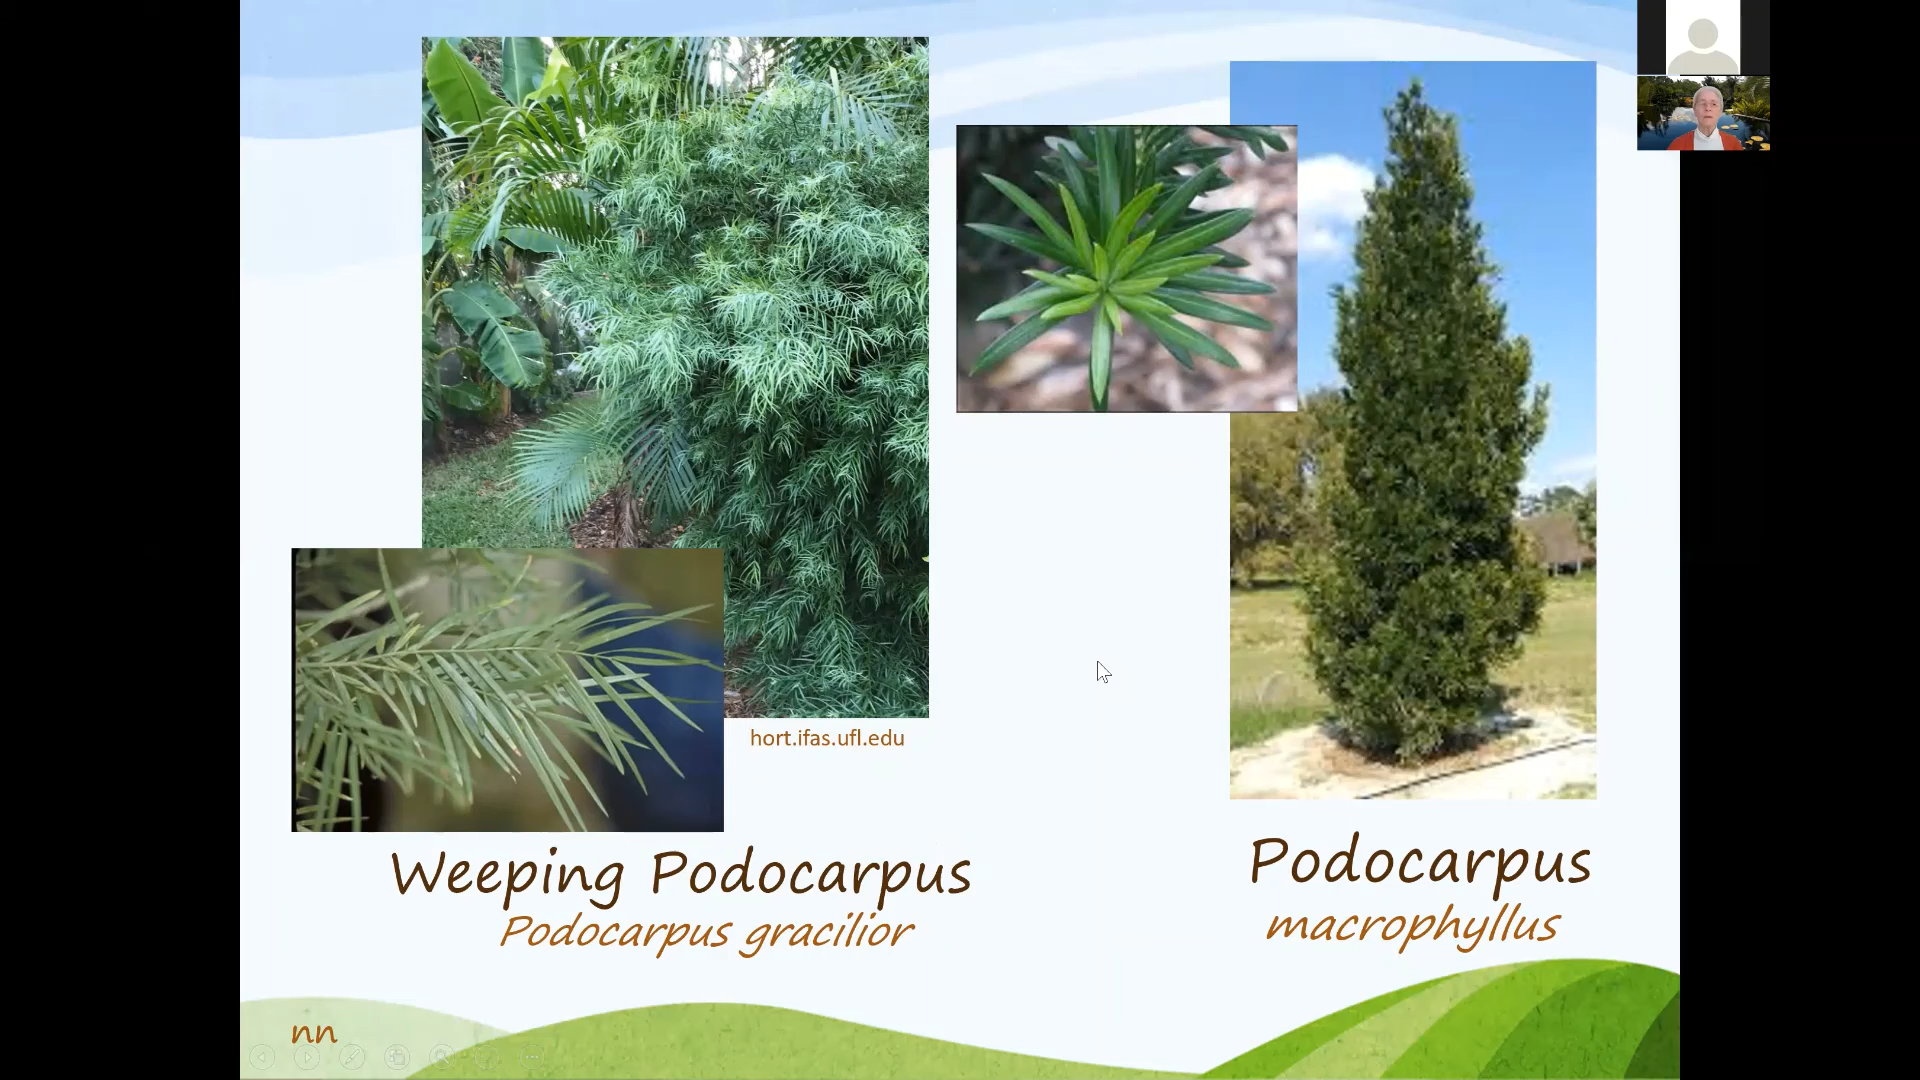 hort.ifas.ufl.edu
Weeping Podocarpus
Podocarpus gracilior
Podocarpus
macrophyllus
nn